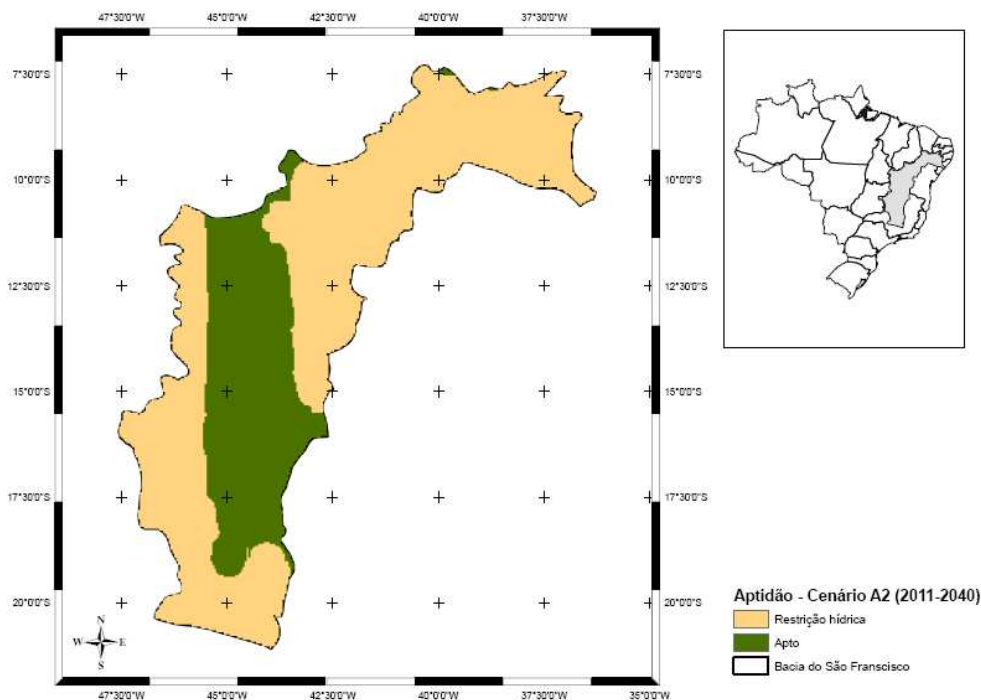 47°30'0"W 45°0'0"W 42°30'0"W 40°0'0"W 37°30'0"W
7°30'0"S 7°30'0"S
10°0'0"S 10°0'0"S
12°30'0"S 12°30'0"S
15°0'0"S 15°0'0"S
17°30'0"S 17°30'0"S
20°0'0"S 20°0'0"S
N
W E
S
47°30'0"W 45°0'0"W 42°30'0"W 40°0'0"W 37°30'0"W 35°0'0"W
Aptidão - Cenário A2 (2011-2040)
Restrição hídrica
Apto
Bacia do São Franscisco